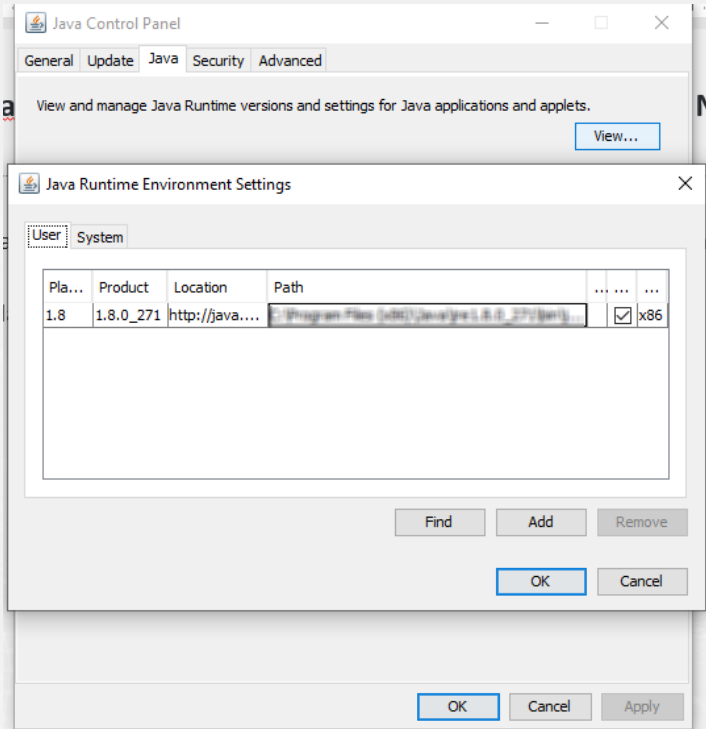 Java Control Panel
General Update Java Security Advanced
View and manage Java Runtime versions and settings for Java applications and applets.
View...
Java Runtime Environment Settings
User System
Pla... Product Location Path ... ... ...
1.8 1.8.0_271 http://java.... x86
Find Add Remove
OK Cancel
OK Cancel Apply